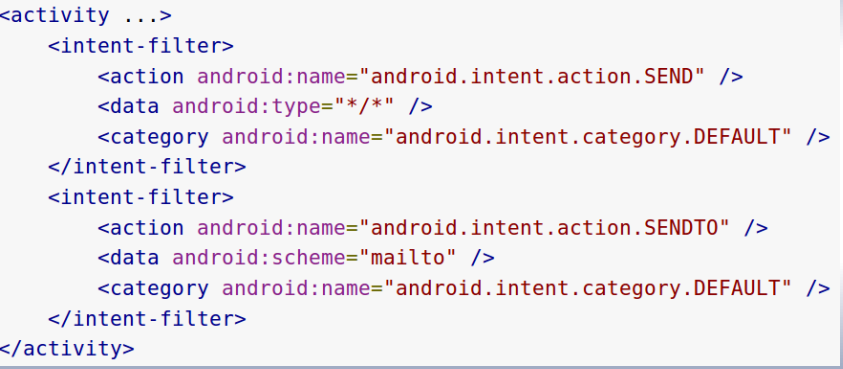 <activity ...>
    <intent-filter>
        <action android:name="android.intent.action.SEND" />
        <data android:type="*/*" />
        <category android:name="android.intent.category.DEFAULT" />
    </intent-filter>
    <intent-filter>
        <action android:name="android.intent.action.SENDTO" />
        <data android:scheme="mailto" />
        <category android:name="android.intent.category.DEFAULT" />
    </intent-filter>
</activity>